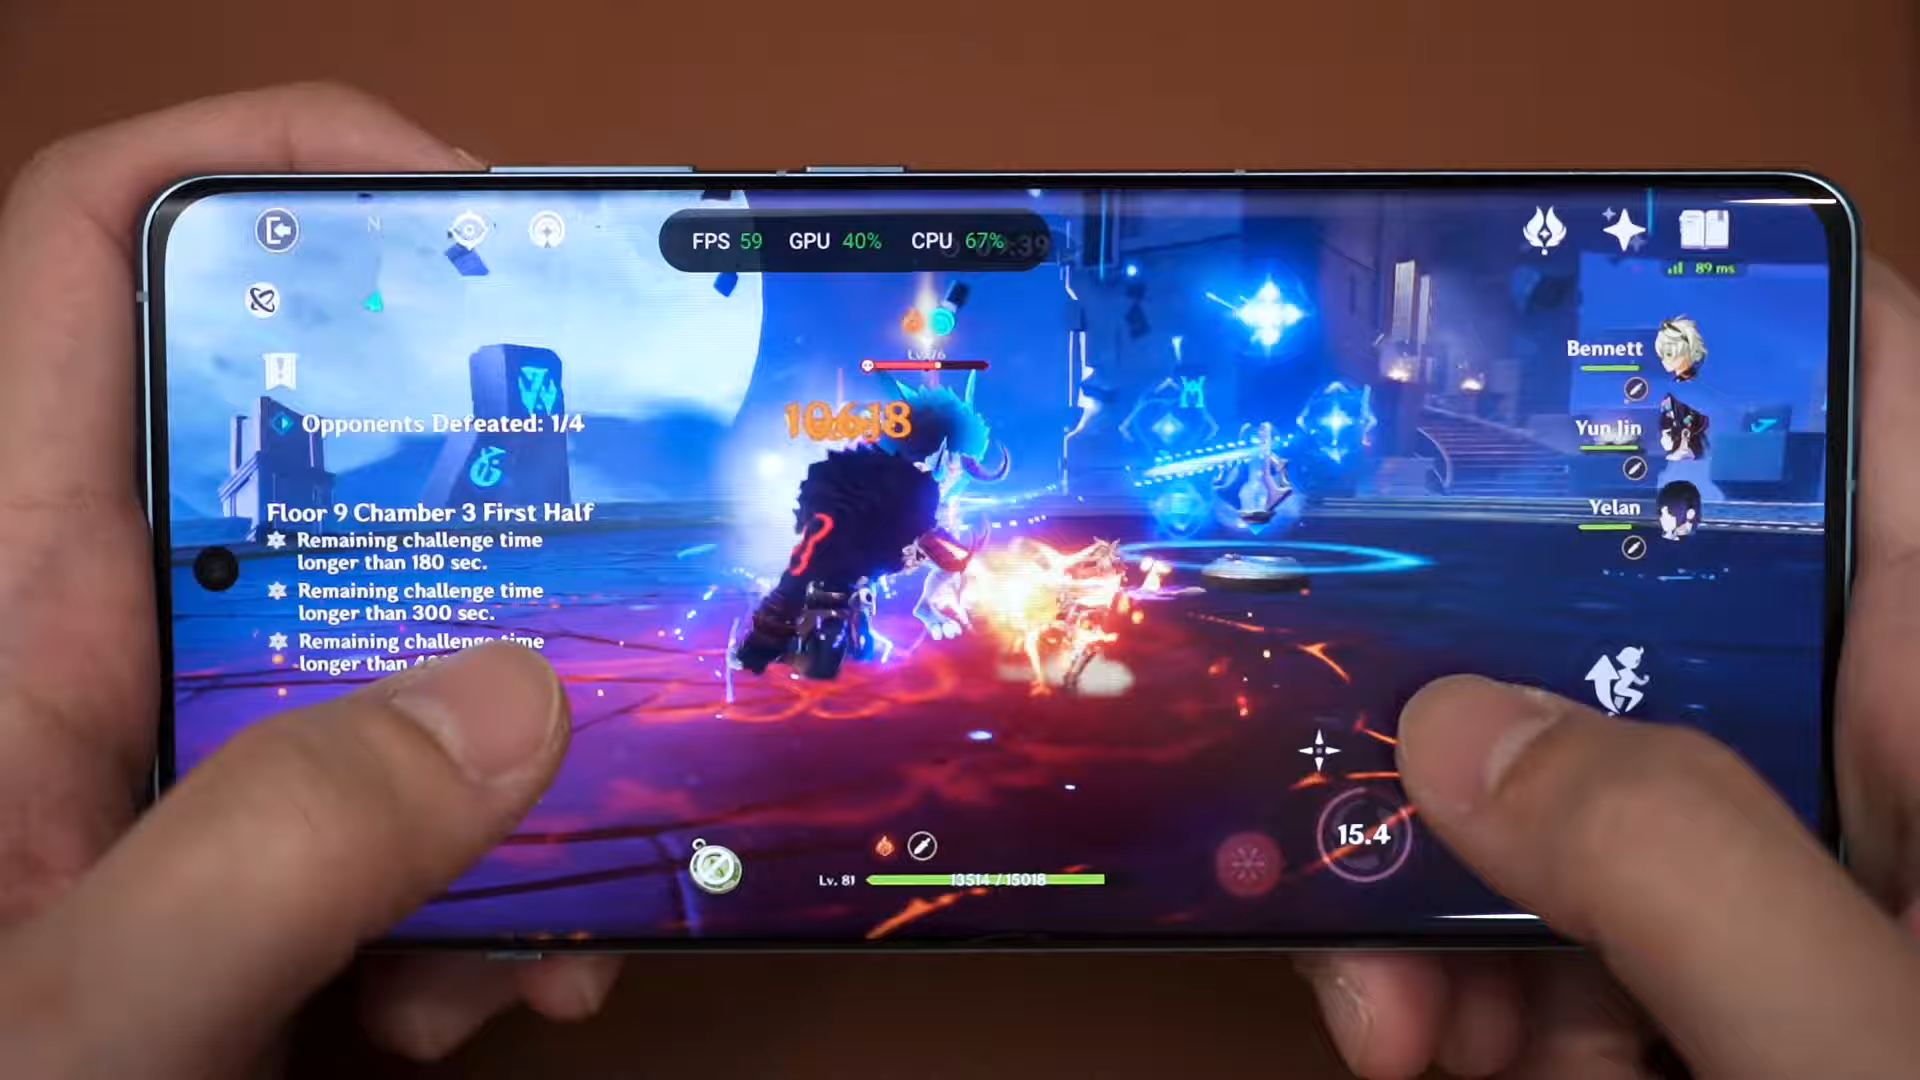 FPS 59 GPU 40% CPU 67%
N
89 ms
Bennett
Yun Jin
Yelan
Opponents Defeated: 1/4
Floor 9 Chamber 3 First Half
Remaining challenge time
longer than 180 sec.
Remaining challenge time
longer than 300 sec.
Remaining challenge time
longer than
Lv. 81 13514 / 15018
15.4